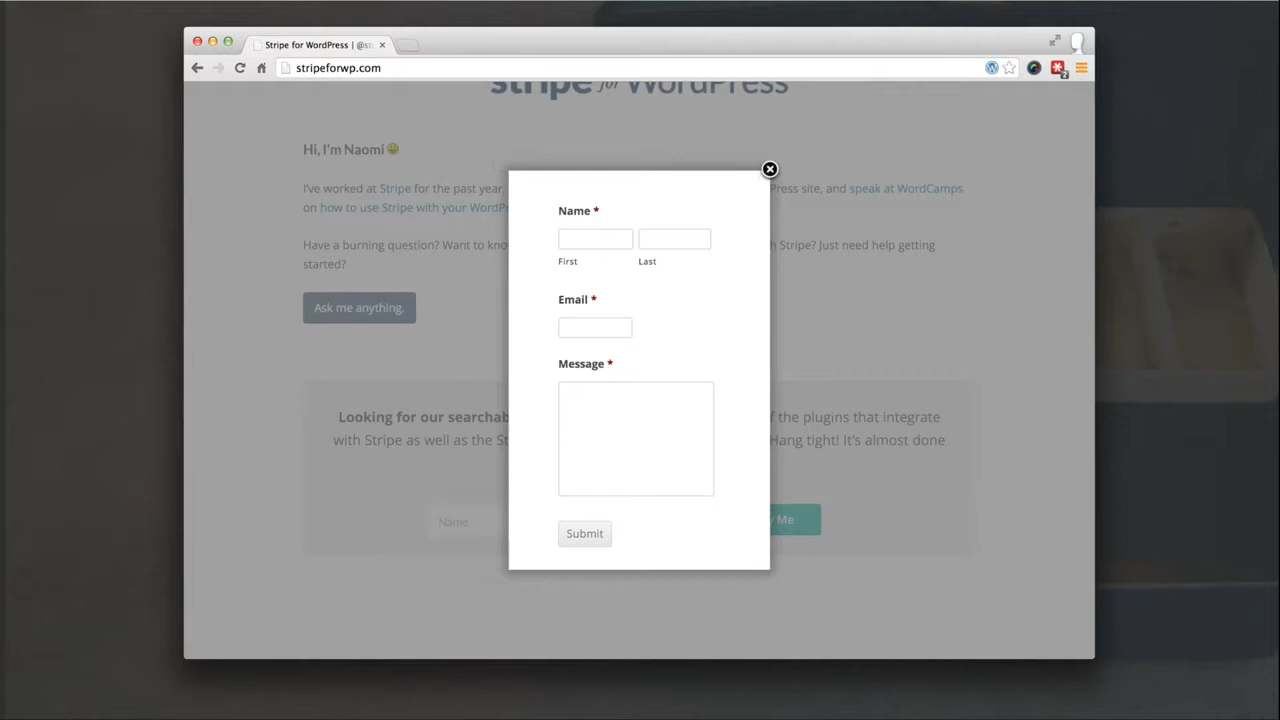 Stripe for WordPress | @st
stripeforwp.com
2
stripe for WordPress
Hi, I'm Naomi
I've worked at Stripe for the past year, Press site, and speak at WordCamps
on how to use Stripe with your WordPr
Have a burning question? Want to kno h Stripe? Just need help getting
started?
Ask me anything.
Looking for our searchab f the plugins that integrate
with Stripe as well as the St Hang tight! It's almost done
Name
y Me
Name *
First Last
Email *
Message *
Submit